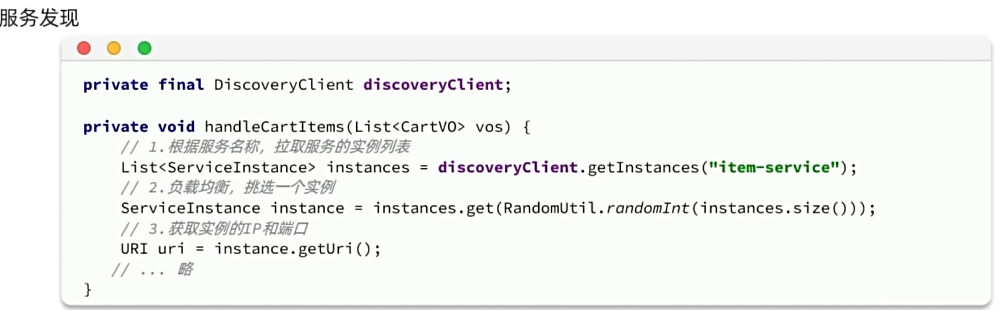 服务发现
private final DiscoveryClient discoveryClient;
private void handleCartItems(List<CartVO> vos) {
// 1.根据服务名称，拉取服务的实例列表
List<ServiceInstance> instances = discoveryClient.getInstances("item-service");
// 2.负载均衡，挑选一个实例
ServiceInstance instance = instances.get(RandomUtil.randomInt(instances.size()));
// 3.获取实例的IP和端口
URI uri = instance.getUri();
// ... 略
}